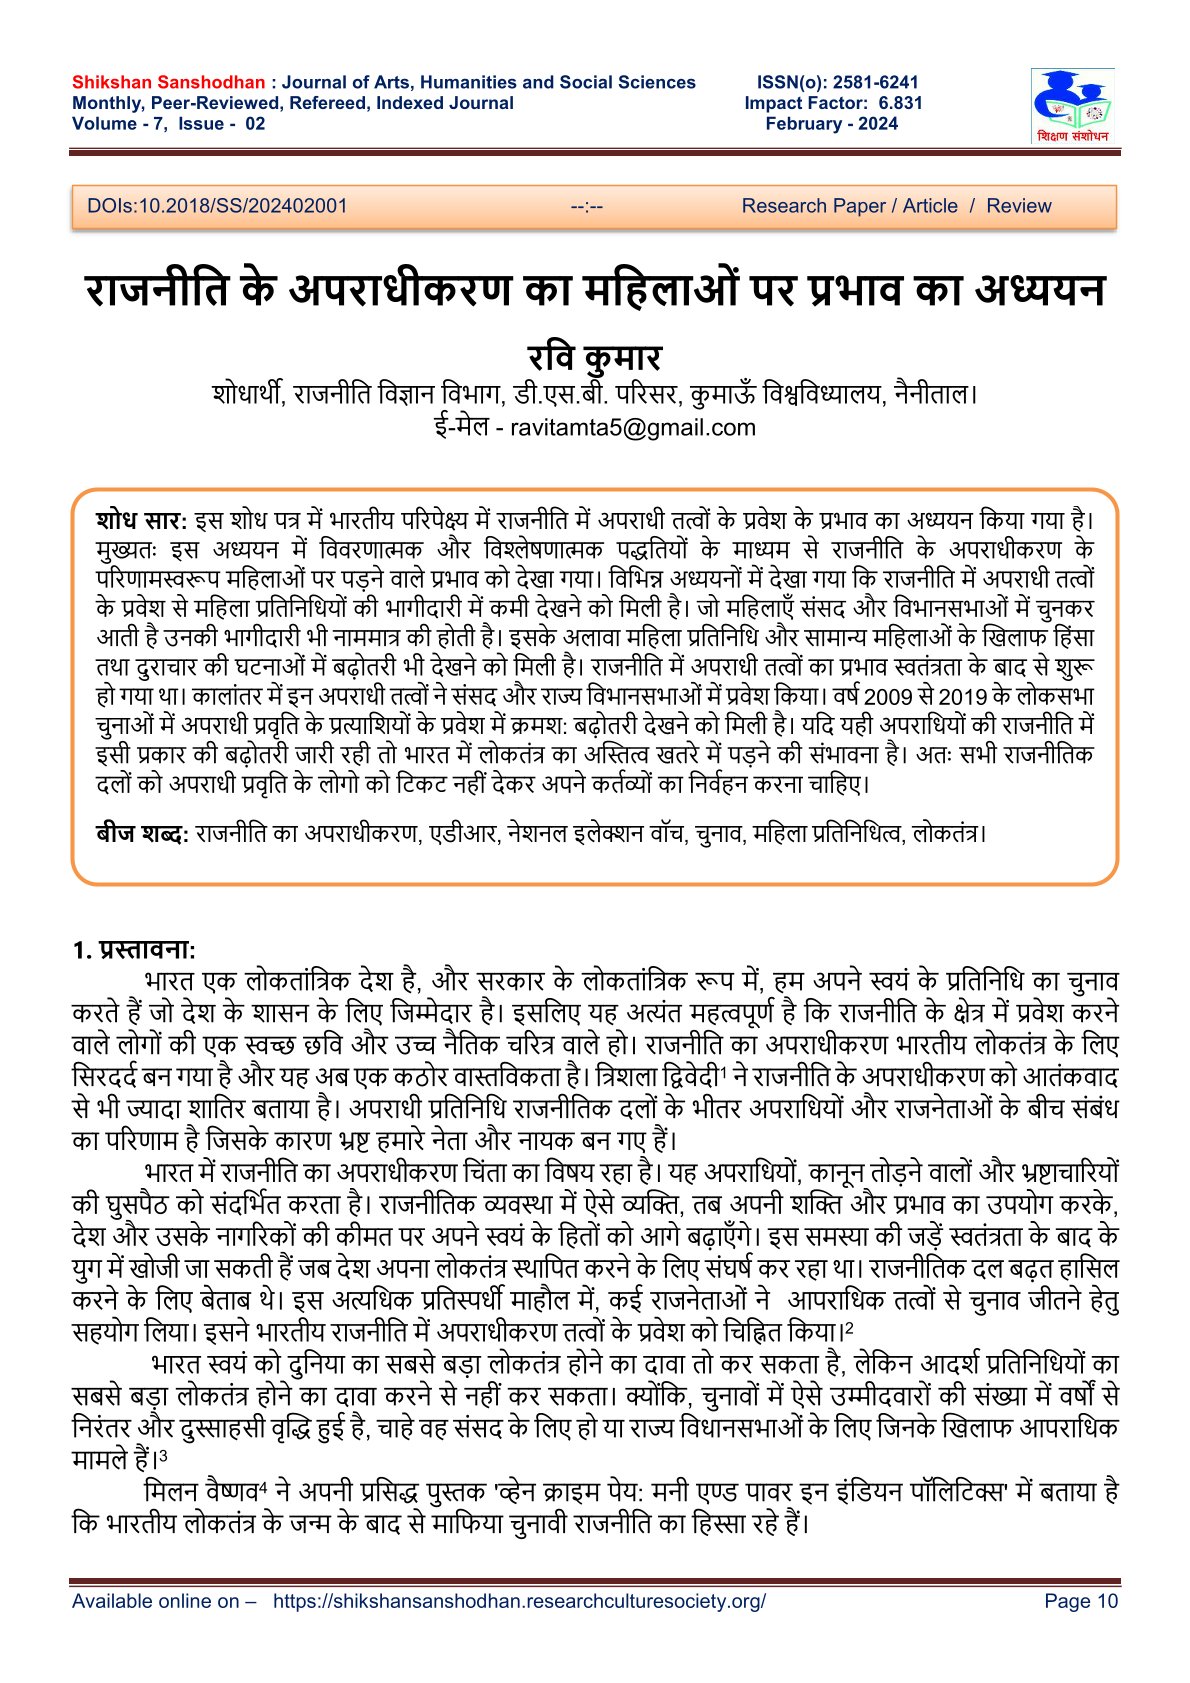 Shikshan Sanshodhan : Journal of Arts, Humanities and Social Sciences ISSN(o): 2581-6241
Monthly, Peer-Reviewed, Refereed, Indexed Journal Impact Factor: 6.831
Volume - 7, Issue - 02 February - 2024
शिक्षण संशोधन
DOIs:10.2018/SS/202402001 --:-- Research Paper / Article / Review
राजनीति के अपराधीकरण का महिलाओं पर प्रभाव का अध्ययन
रवि कुमार
शोधार्थी, राजनीति विज्ञान विभाग, डी.एस.बी. परिसर, कुमाऊँ विश्वविध्यालय, नैनीताल।
ई-मेल - ravitamta5@gmail.com
शोध सार: इस शोध पत्र में भारतीय परिपेक्ष्य में राजनीति में अपराधी तत्वों के प्रवेश के प्रभाव का अध्ययन किया गया है।
मुख्यतः इस अध्ययन में विवरणात्मक और विश्लेषणात्मक पद्धतियों के माध्यम से राजनीति के अपराधीकरण के
परिणामस्वरूप महिलाओं पर पड़ने वाले प्रभाव को देखा गया। विभिन्न अध्ययनों में देखा गया कि राजनीति में अपराधी तत्वों
के प्रवेश से महिला प्रतिनिधियों की भागीदारी में कमी देखने को मिली है। जो महिलाएँ संसद और विभानसभाओं में चुनकर
आती है उनकी भागीदारी भी नाममात्र की होती है। इसके अलावा महिला प्रतिनिधि और सामान्य महिलाओं के खिलाफ हिंसा
तथा दुराचार की घटनाओं में बढ़ोतरी भी देखने को मिली है। राजनीति में अपराधी तत्वों का प्रभाव स्वतंत्रता के बाद से शुरू
हो गया था। कालांतर में इन अपराधी तत्वों ने संसद और राज्य विभानसभाओं में प्रवेश किया। वर्ष 2009 से 2019 के लोकसभा
चुनाओं में अपराधी प्रवृति के प्रत्याशियों के प्रवेश में क्रमश: बढ़ोतरी देखने को मिली है। यदि यही अपराधियों की राजनीति में
इसी प्रकार की बढ़ोतरी जारी रही तो भारत में लोकतंत्र का अस्तित्व खतरे में पड़ने की संभावना है। अतः सभी राजनीतिक
दलों को अपराधी प्रवृति के लोगो को टिकट नहीं देकर अपने कर्तव्यों का निर्वहन करना चाहिए।
बीज शब्द: राजनीति का अपराधीकरण, एडीआर, नेशनल इलेक्शन वॉच, चुनाव, महिला प्रतिनिधित्व, लोकतंत्र।
1. प्रस्तावना:
भारत एक लोकतांत्रिक देश है, और सरकार के लोकतांत्रिक रूप में, हम अपने स्वयं के प्रतिनिधि का चुनाव
करते हैं जो देश के शासन के लिए जिम्मेदार है। इसलिए यह अत्यंत महत्वपूर्ण है कि राजनीति के क्षेत्र में प्रवेश करने
वाले लोगों की एक स्वच्छ छवि और उच्च नैतिक चरित्र वाले हो। राजनीति का अपराधीकरण भारतीय लोकतंत्र के लिए
सिरदर्द बन गया है और यह अब एक कठोर वास्तविकता है। त्रिशला द्विवेदी¹ ने राजनीति के अपराधीकरण को आतंकवाद
से भी ज्यादा शातिर बताया है। अपराधी प्रतिनिधि राजनीतिक दलों के भीतर अपराधियों और राजनेताओं के बीच संबंध
का परिणाम है जिसके कारण भ्रष्ट हमारे नेता और नायक बन गए हैं।
भारत में राजनीति का अपराधीकरण चिंता का विषय रहा है। यह अपराधियों, कानून तोड़ने वालों और भ्रष्टाचारियों
की घुसपैठ को संदर्भित करता है। राजनीतिक व्यवस्था में ऐसे व्यक्ति, तब अपनी शक्ति और प्रभाव का उपयोग करके,
देश और उसके नागरिकों की कीमत पर अपने स्वयं के हितों को आगे बढ़ाएँगे। इस समस्या की जड़ें स्वतंत्रता के बाद के
युग में खोजी जा सकती हैं जब देश अपना लोकतंत्र स्थापित करने के लिए संघर्ष कर रहा था। राजनीतिक दल बढ़त हासिल
करने के लिए बेताब थे। इस अत्यधिक प्रतिस्पर्धी माहौल में, कई राजनेताओं ने आपराधिक तत्वों से चुनाव जीतने हेतु
सहयोग लिया। इसने भारतीय राजनीति में अपराधीकरण तत्वों के प्रवेश को चिह्नित किया।²
भारत स्वयं को दुनिया का सबसे बड़ा लोकतंत्र होने का दावा तो कर सकता है, लेकिन आदर्श प्रतिनिधियों का
सबसे बड़ा लोकतंत्र होने का दावा करने से नहीं कर सकता। क्योंकि, चुनावों में ऐसे उम्मीदवारों की संख्या में वर्षों से
निरंतर और दुस्साहसी वृद्धि हुई है, चाहे वह संसद के लिए हो या राज्य विधानसभाओं के लिए जिनके खिलाफ आपराधिक
मामले हैं।³
मिलन वैष्णव⁴ ने अपनी प्रसिद्ध पुस्तक 'व्हेन क्राइम पेय: मनी एण्ड पावर इन इंडियन पॉलिटिक्स' में बताया है
कि भारतीय लोकतंत्र के जन्म के बाद से माफिया चुनावी राजनीति का हिस्सा रहे हैं।
Available online on – https://shikshansanshodhan.researchculturesociety.org/ Page 10